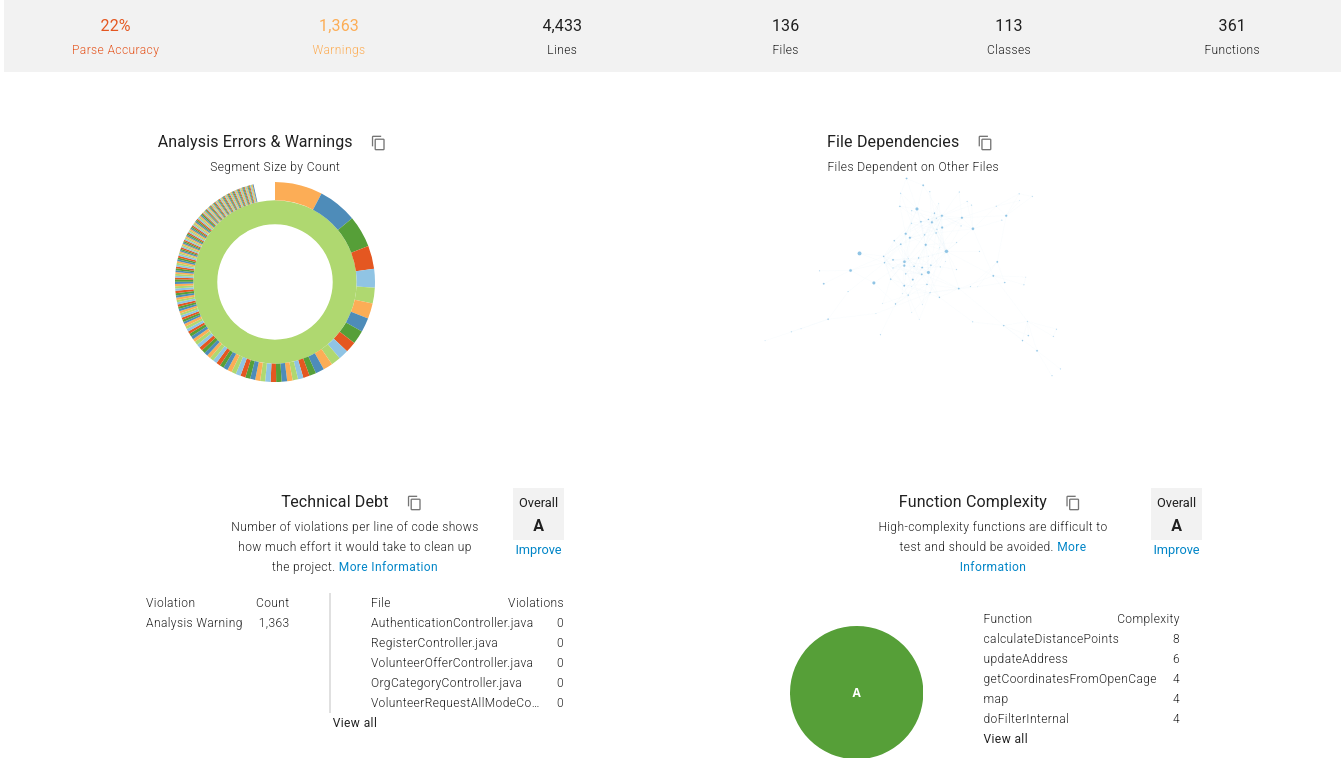 22%
Parse Accuracy
1,363
Warnings
4,433
Lines
136
Files
113
Classes
361
Functions
Analysis Errors & Warnings
Segment Size by Count
File Dependencies
Files Dependent on Other Files
Technical Debt
Number of violations per line of code shows
how much effort it would take to clean up
the project. More Information
Overall
A
Improve
Violation Count
Analysis Warning 1,363
File Violations
AuthenticationController.java 0
RegisterController.java 0
VolunteerOfferController.java 0
OrgCategoryController.java 0
VolunteerRequestAllModeCo... 0
View all
Function Complexity
High-complexity functions are difficult to
test and should be avoided. More
Information
Overall
A
Improve
A
Function Complexity
calculateDistancePoints 8
updateAddress 6
getCoordinatesFromOpenCage 4
map 4
doFilterInternal 4
View all